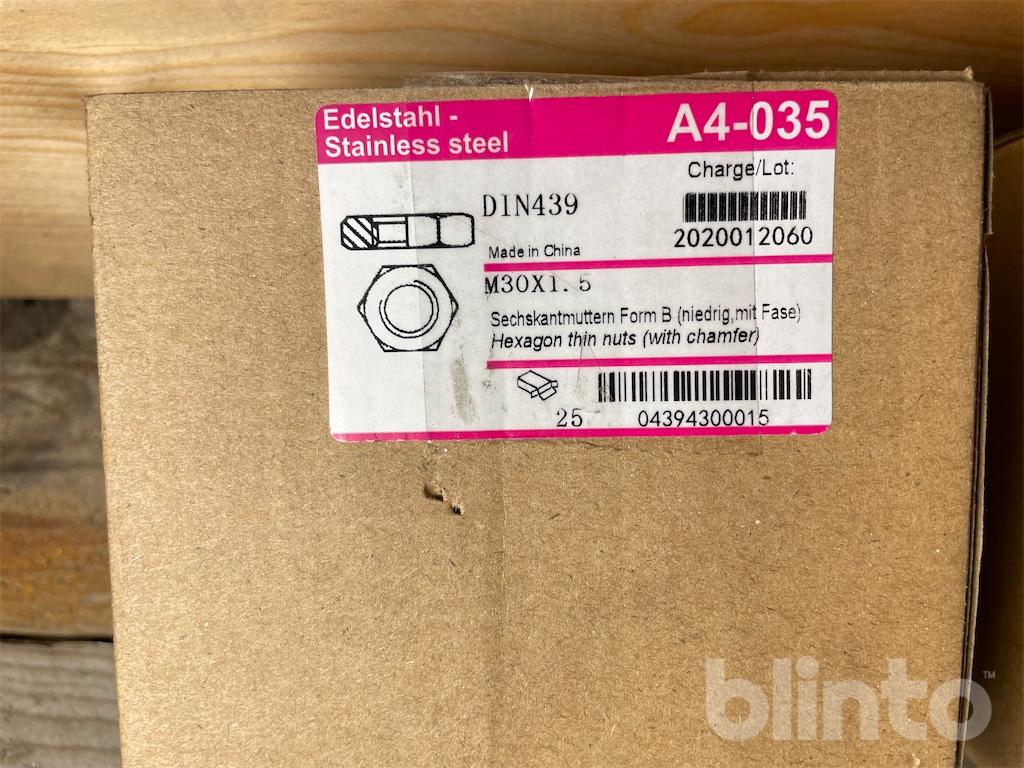 Edelstahl -
Stainless steel
A4-035
Charge/Lot:
2020012060
DIN439
Made in China
M30X1.5
Sechskantmuttern Form B (niedrig,mit Fase)
Hexagon thin nuts (with chamfer)
25
04394300015
blinto™